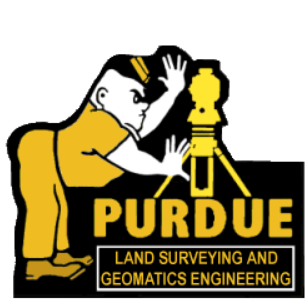 PURDUE
LAND SURVEYING AND
GEOMATICS ENGINEERING